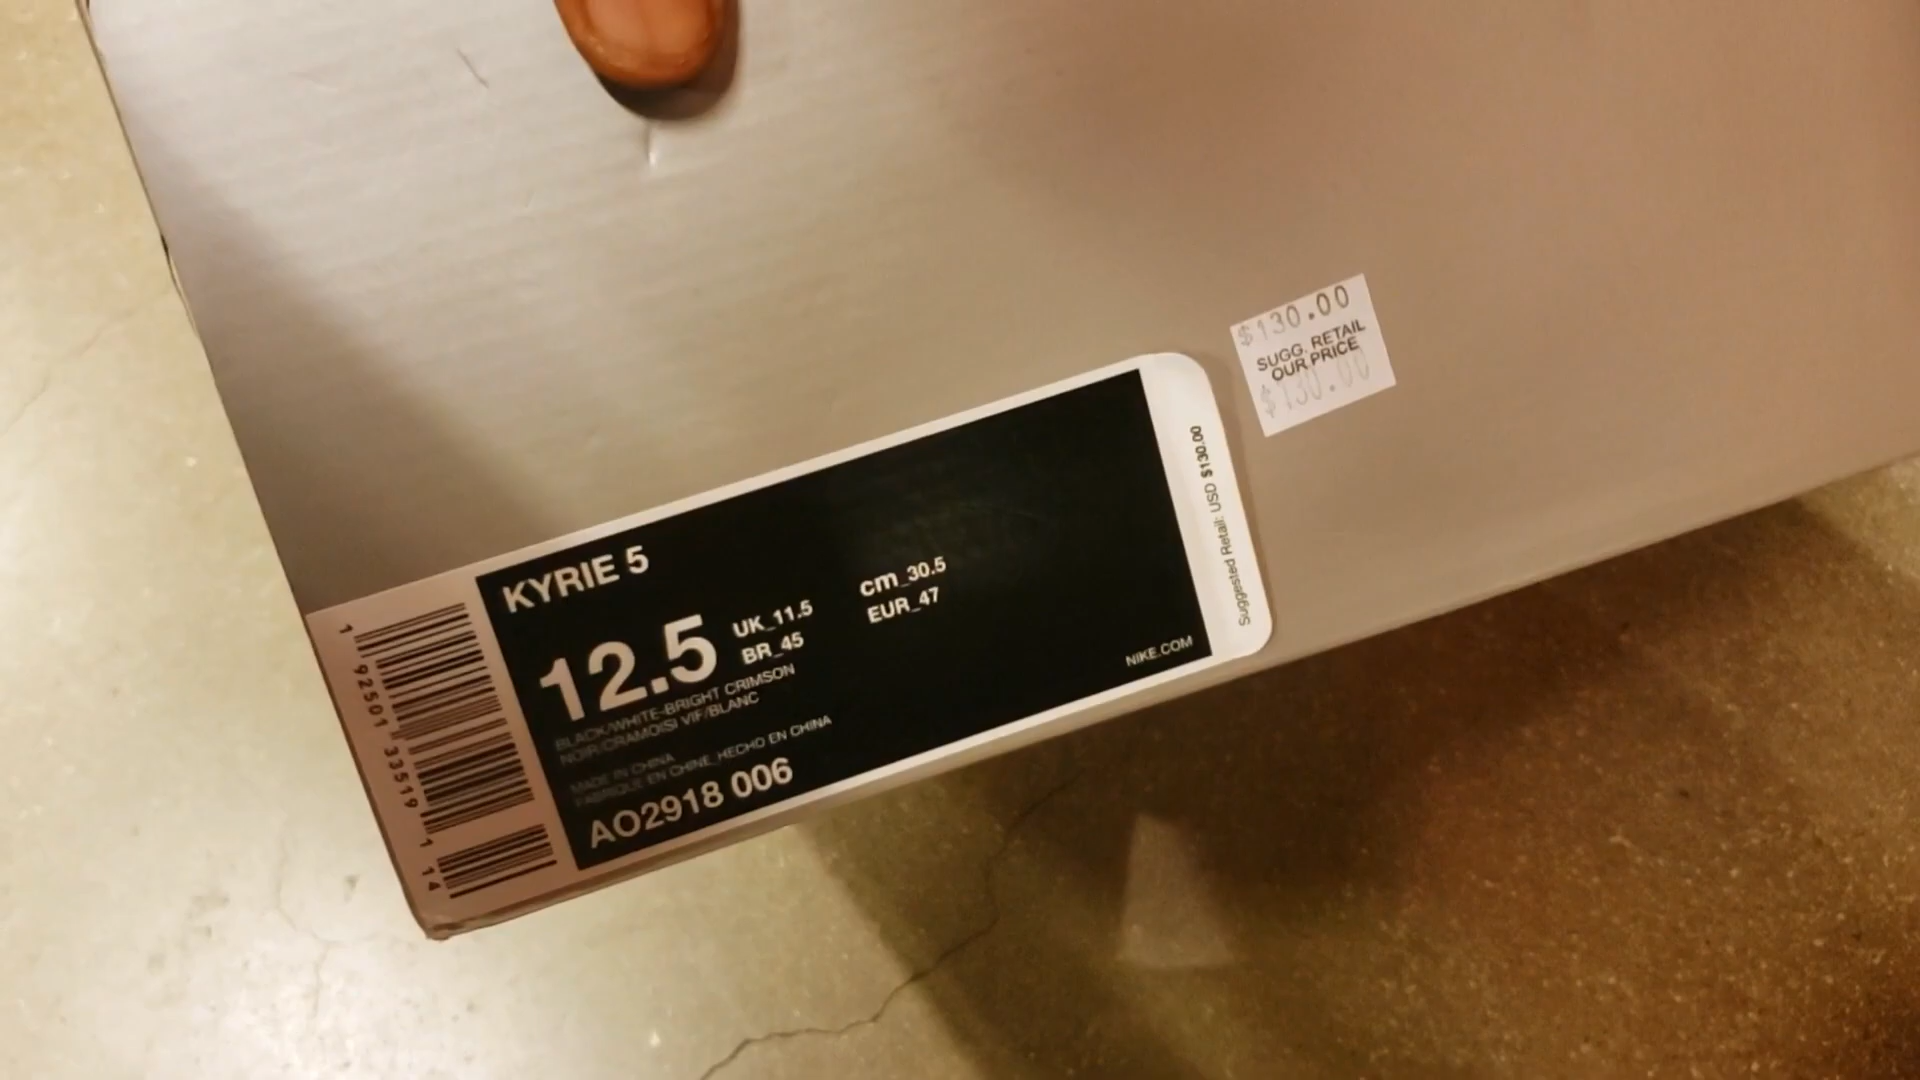 $130.00
SUGG. RETAIL
OUR PRICE
$130.00
Suggested Retail: USD $130.00
KYRIE 5
12.5
UK_11.5
BR_45
cm_30.5
EUR_47
BLACK/WHITE-BRIGHT CRIMSON
NOIR/CRAMOISI VIF/BLANC
MADE IN CHINA
FABRIQUE EN CHINE_HECHO EN CHINA
AO2918 006
NIKE.COM
1 92501 33519 1 14